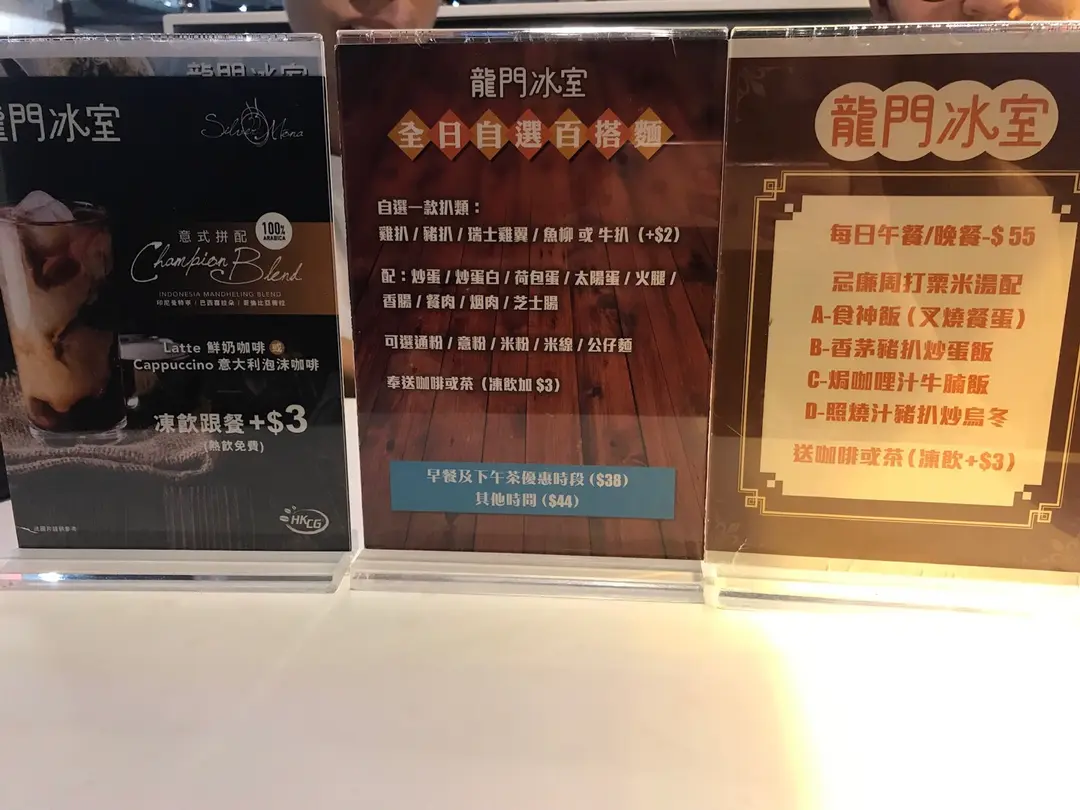 門冰室
Silver Mona
意式拼配
100%
ARABICA
Champion Blend
INDONESIA MANDHELING BLEND
Latte 鮮奶咖啡 或
Cappuccino 意大利泡沫咖啡
凍飲跟餐+$3
(熱飲免費)
HKCG
龍門冰室
全日自選百搭麵
自選一款扒類：
雞扒 / 豬扒 / 瑞士雞翼 / 魚柳 或 牛扒（+$2）
配：炒蛋 / 炒蛋白 / 荷包蛋 / 太陽蛋 / 火腿 /
香腸 / 餐肉 / 烟肉 / 芝士腸
可選通粉 / 意粉 / 米粉 / 米線 / 公仔麵
奉送咖啡或茶（凍飲加 $3）
早餐及下午茶優惠時段 ($38)
其他時間 ($44)
龍門冰室
每日午餐/晚餐-$ 55
忌廉周打粟米湯配
A-食神飯（叉燒餐蛋）
B-香茅豬扒炒蛋飯
C-焗咖哩汁牛腩飯
D-照燒汁豬扒炒烏冬
送咖啡或茶（凍飲+$3）